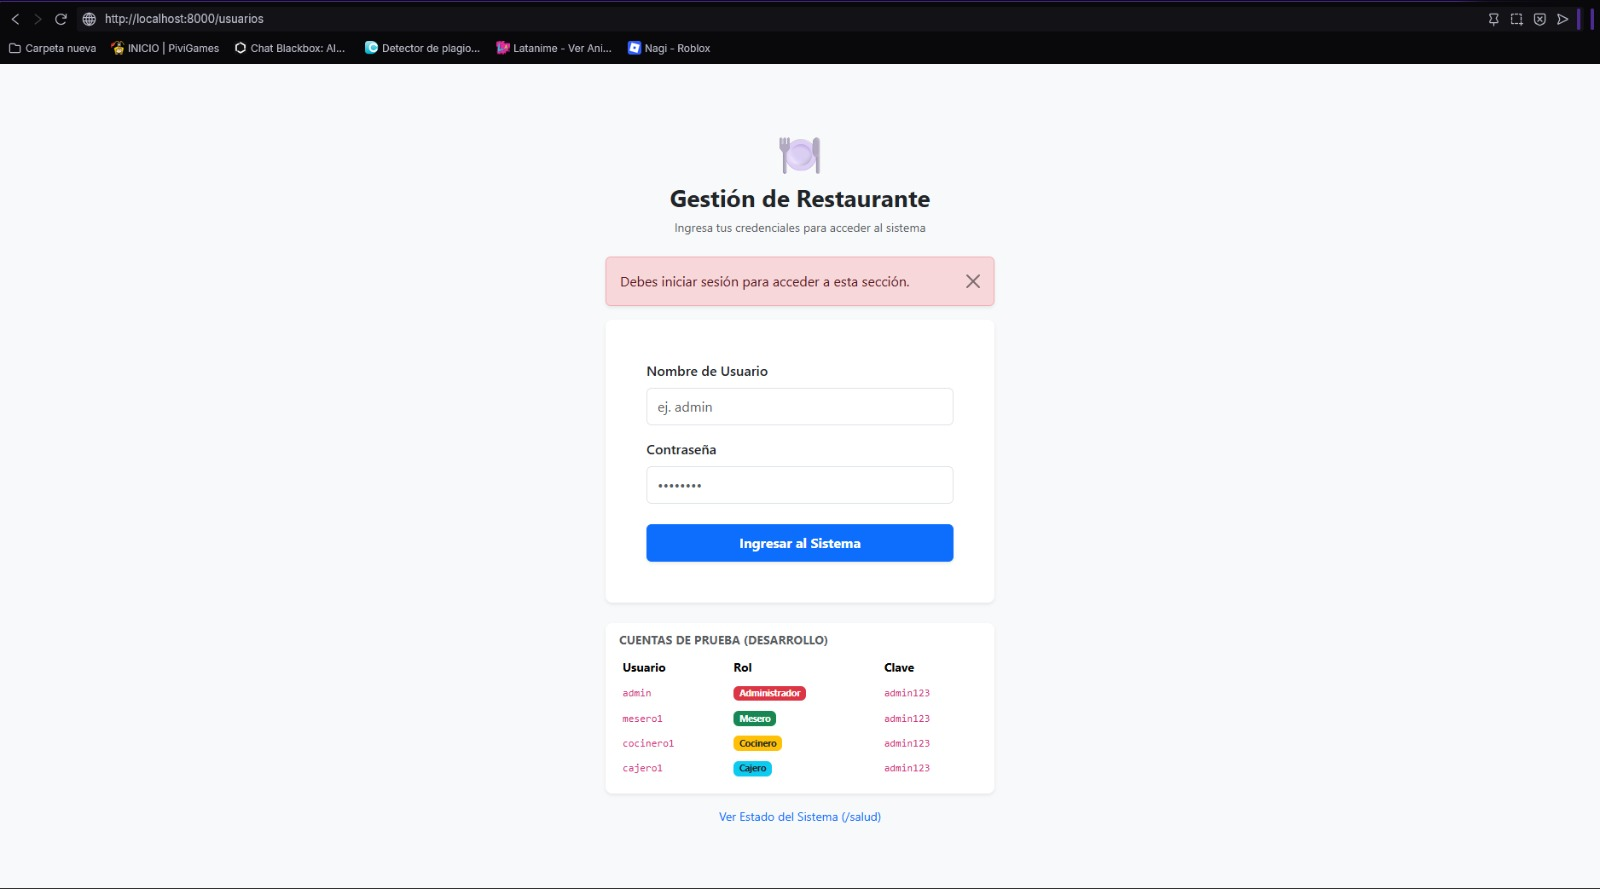 http://localhost:8000/usuarios
Carpeta nueva INICIO | PiviGames Chat Blackbox: AI... Detector de plagio... Latanime - Ver Ani... Nagi - Roblox
Gestión de Restaurante
Ingresa tus credenciales para acceder al sistema
Debes iniciar sesión para acceder a esta sección.
Nombre de Usuario
ej. admin
Contraseña
••••••••
Ingresar al Sistema
CUENTAS DE PRUEBA (DESARROLLO)
Usuario Rol Clave
admin Administrador admin123
mesero1 Mesero admin123
cocinero1 Cocinero admin123
cajero1 Cajero admin123
Ver Estado del Sistema (/salud)